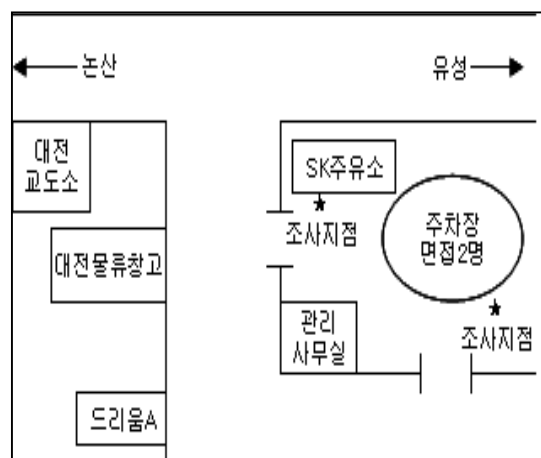 논산
유성
대전
교도소
SK주유소
조사지점
주차장
면접2명
대전물류창고
관리
사무실
조사지점
드리움A